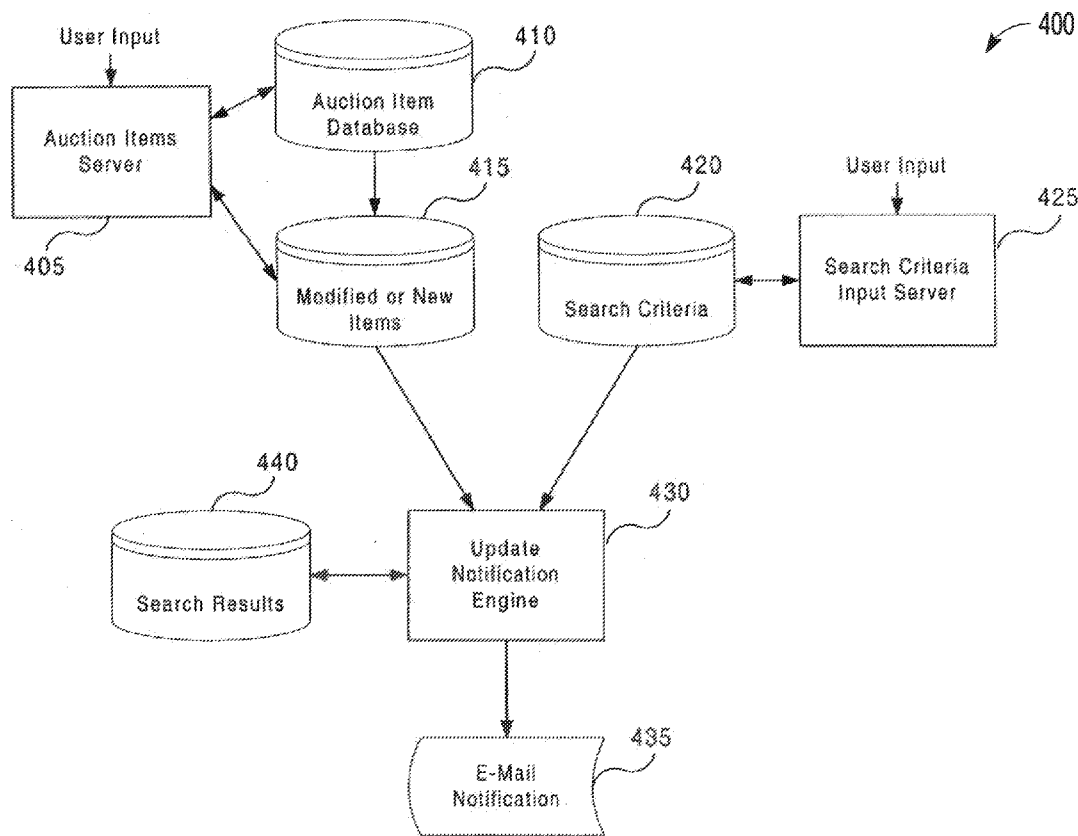 400
User Input
410
Auction Items
Server
Auction Item
Database
405
415
420
User Input
425
Modified or New
Items
Search Criteria
Search Criteria
Input Server
440
430
Search Results
Update
Notification
Engine
435
E-Mail
Notification